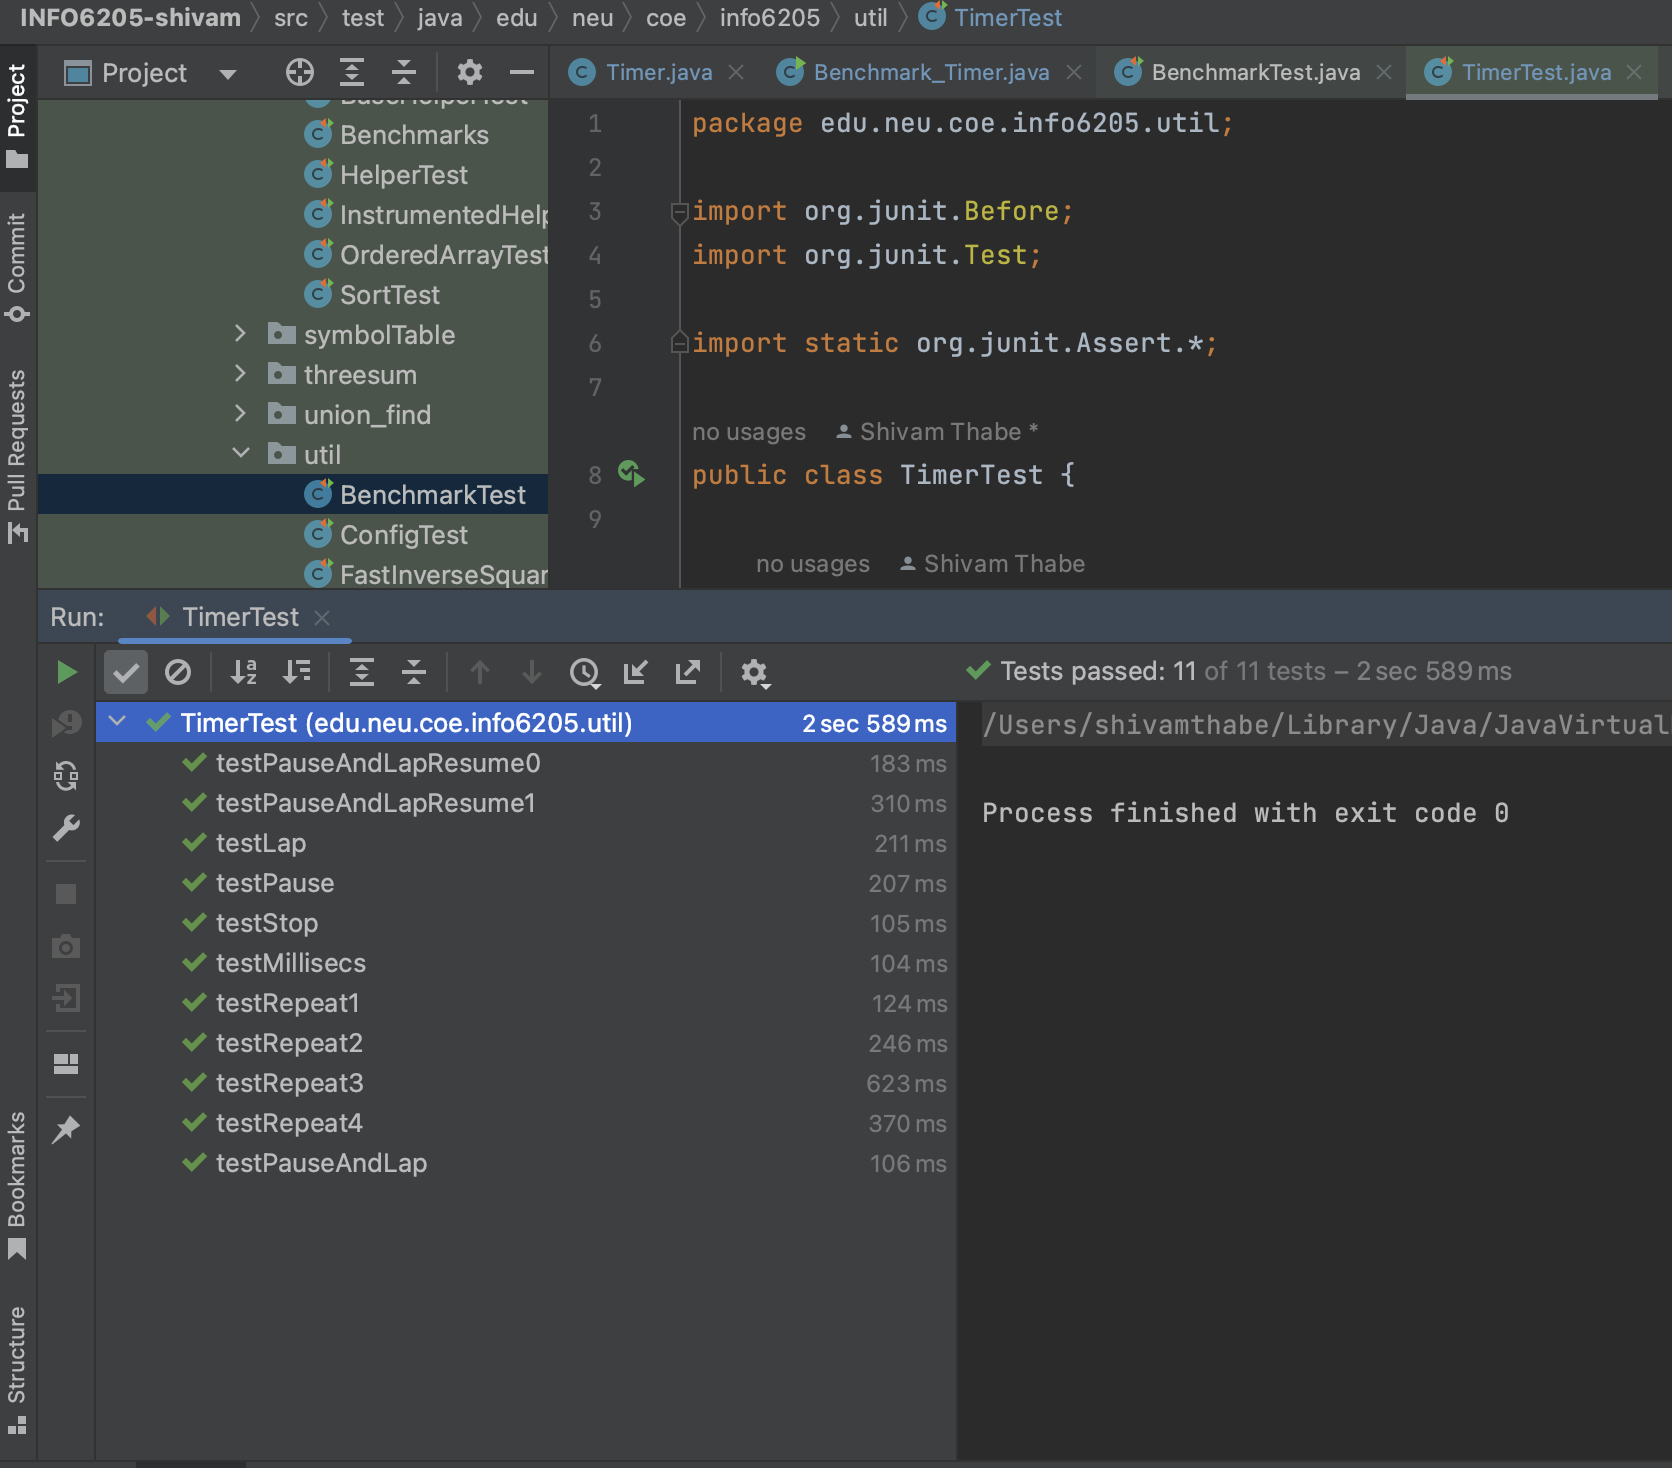 INFO6205-shivam src test java edu neu coe info6205 util TimerTest
Project
Timer.java Benchmark_Timer.java BenchmarkTest.java TimerTest.java
Project
Commit
Pull Requests
Bookmarks
Structure
BaseHelperTest
Benchmarks
HelperTest
InstrumentedHelp
OrderedArrayTest
SortTest
symbolTable
threesum
union_find
util
BenchmarkTest
ConfigTest
FastInverseSquar
1 package edu.neu.coe.info6205.util;
2
3 import org.junit.Before;
4 import org.junit.Test;
5
6 import static org.junit.Assert.*;
7
no usages Shivam Thabe *
8 public class TimerTest {
9
no usages Shivam Thabe
Run: TimerTest
Tests passed: 11 of 11 tests – 2 sec 589 ms
TimerTest (edu.neu.coe.info6205.util) 2 sec 589 ms
testPauseAndLapResume0 183 ms
testPauseAndLapResume1 310 ms
testLap 211 ms
testPause 207 ms
testStop 105 ms
testMillisecs 104 ms
testRepeat1 124 ms
testRepeat2 246 ms
testRepeat3 623 ms
testRepeat4 370 ms
testPauseAndLap 106 ms
/Users/shivamthabe/Library/Java/JavaVirtual
Process finished with exit code 0